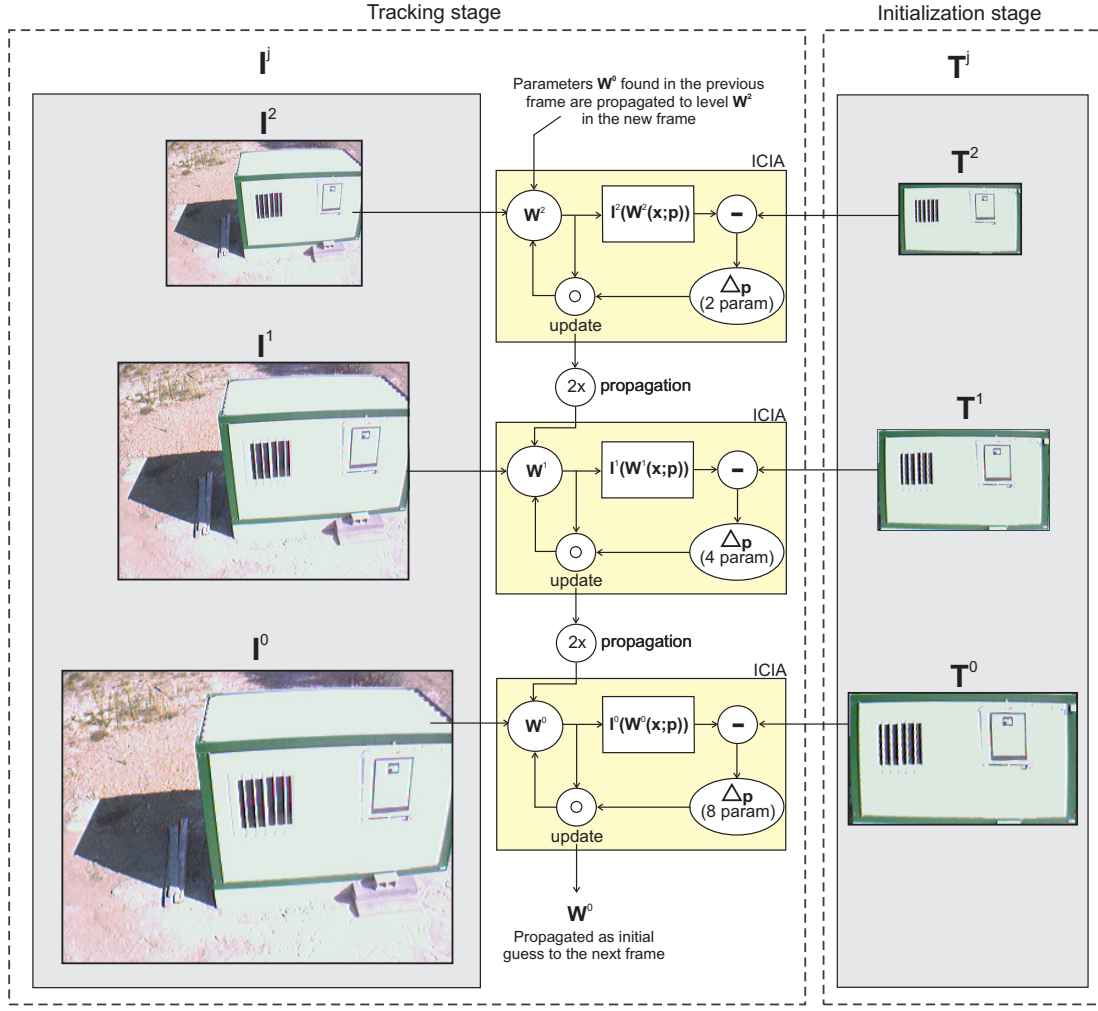 Tracking stage
Initialization stage
I^j
T^j
Parameters W^0 found in the previous
frame are propagated to level W^2
in the new frame
I^2
ICIA
T^2
W^2
I^2(W^2(x;p))
−
△p
(2 param)
update
I^1
2x
propagation
ICIA
T^1
W^1
I^1(W^1(x;p))
−
△p
(4 param)
update
I^0
2x
propagation
ICIA
T^0
W^0
I^0(W^0(x;p))
−
△p
(8 param)
update
W^0
Propagated as initial
guess to the next frame